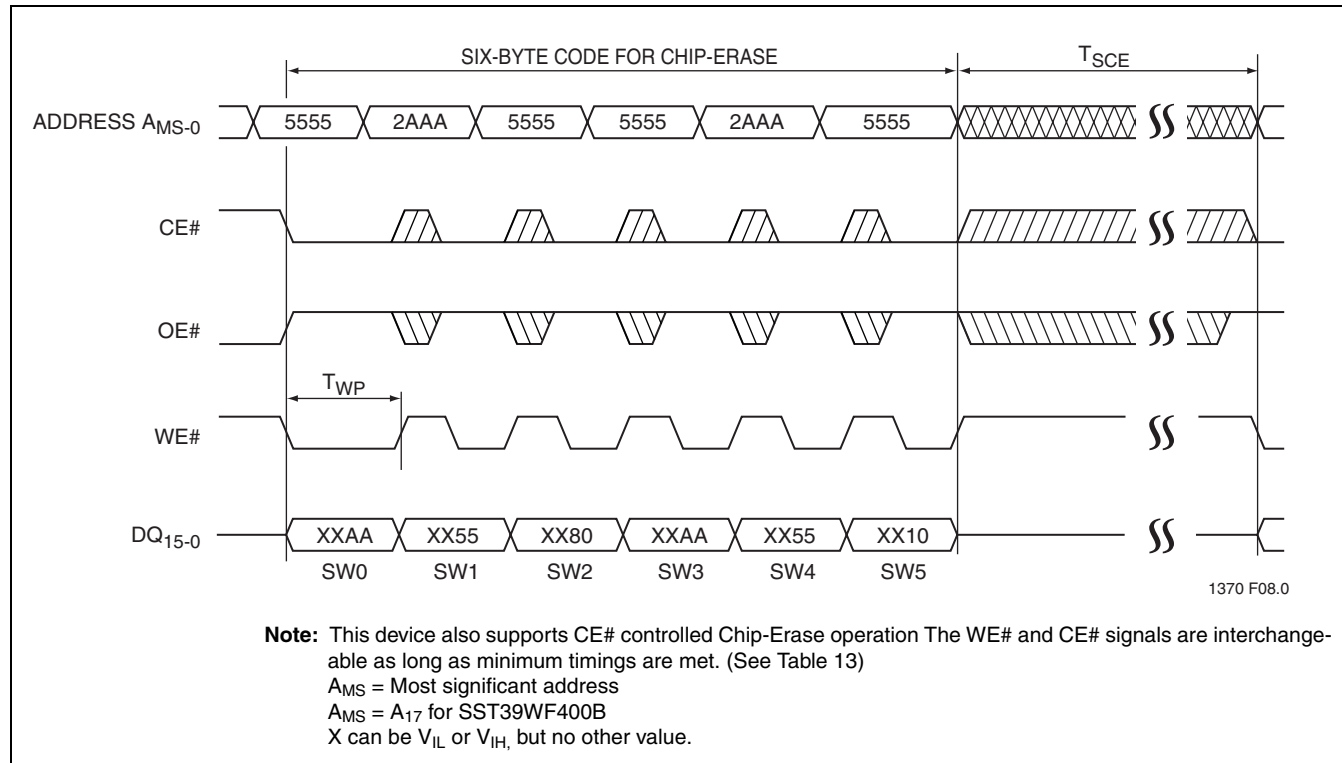 SIX-BYTE CODE FOR CHIP-ERASE
TSCE
ADDRESS AMS-0 5555 2AAA 5555 5555 2AAA 5555
CE#
OE#
TWP
WE#
DQ15-0 XXAA XX55 XX80 XXAA XX55 XX10
SW0 SW1 SW2 SW3 SW4 SW5
1370 F08.0
Note: This device also supports CE# controlled Chip-Erase operation The WE# and CE# signals are interchange-
able as long as minimum timings are met. (See Table 13)
AMS = Most significant address
AMS = A17 for SST39WF400B
X can be VIL or VIH, but no other value.